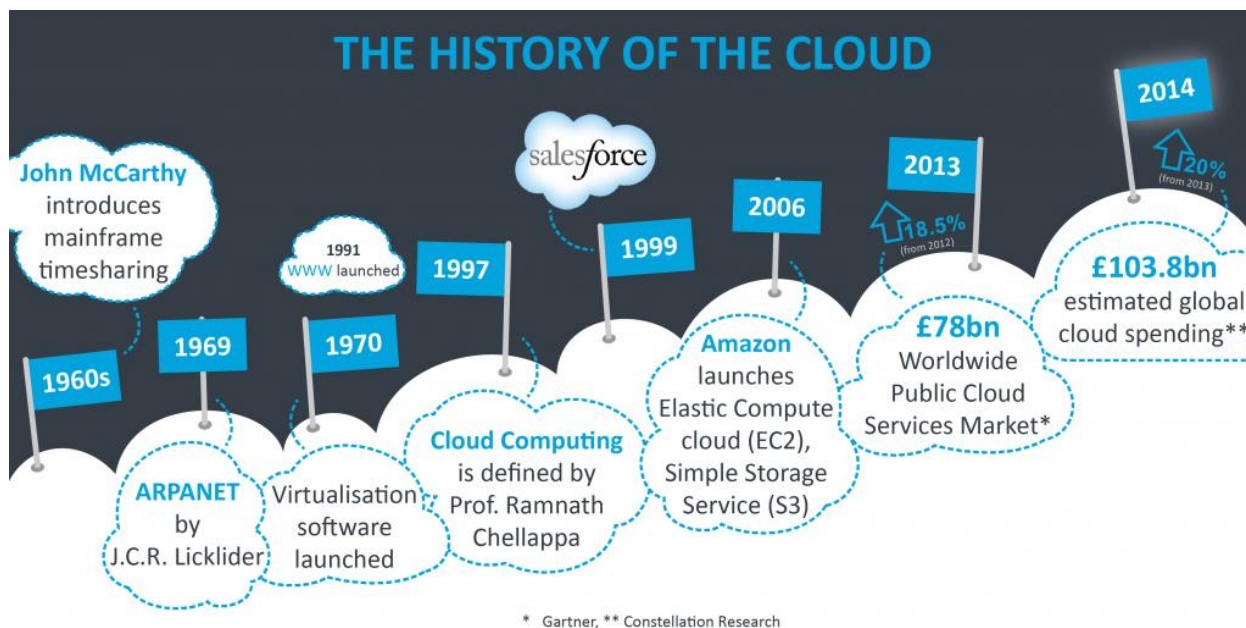 THE HISTORY OF THE CLOUD
John McCarthy
introduces
mainframe
timesharing
1960s
1969
ARPANET
by
J.C.R. Licklider
1970
Virtualisation
software
launched
1991
WWW launched
1997
Cloud Computing
is defined by
Prof. Ramnath
Chellappa
salesforce
1999
2006
Amazon
launches
Elastic Compute
cloud (EC2),
Simple Storage
Service (S3)
2013
18.5%
(from 2012)
£78bn
Worldwide
Public Cloud
Services Market*
2014
20%
(from 2013)
£103.8bn
estimated global
cloud spending**
* Gartner, ** Constellation Research